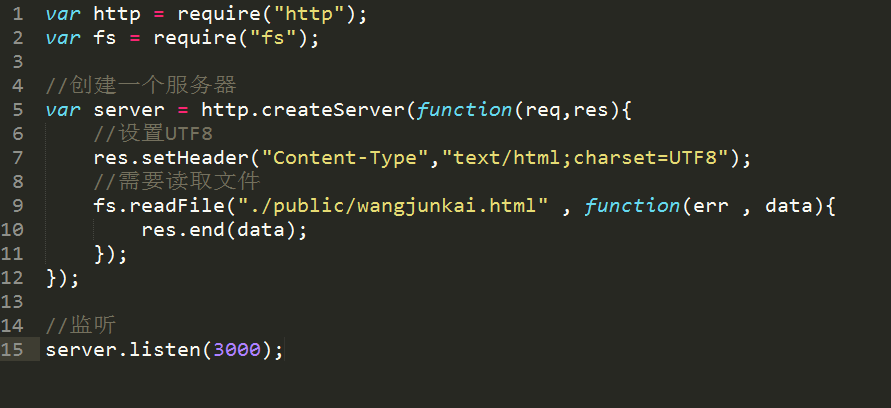 1 var http = require("http");
2 var fs = require("fs");
3
4 //创建一个服务器
5 var server = http.createServer(function(req,res){
6     //设置UTF8
7     res.setHeader("Content-Type","text/html;charset=UTF8");
8     //需要读取文件
9     fs.readFile("./public/wangjunkai.html" , function(err , data){
10         res.end(data);
11     });
12 });
13
14 //监听
15 server.listen(3000);